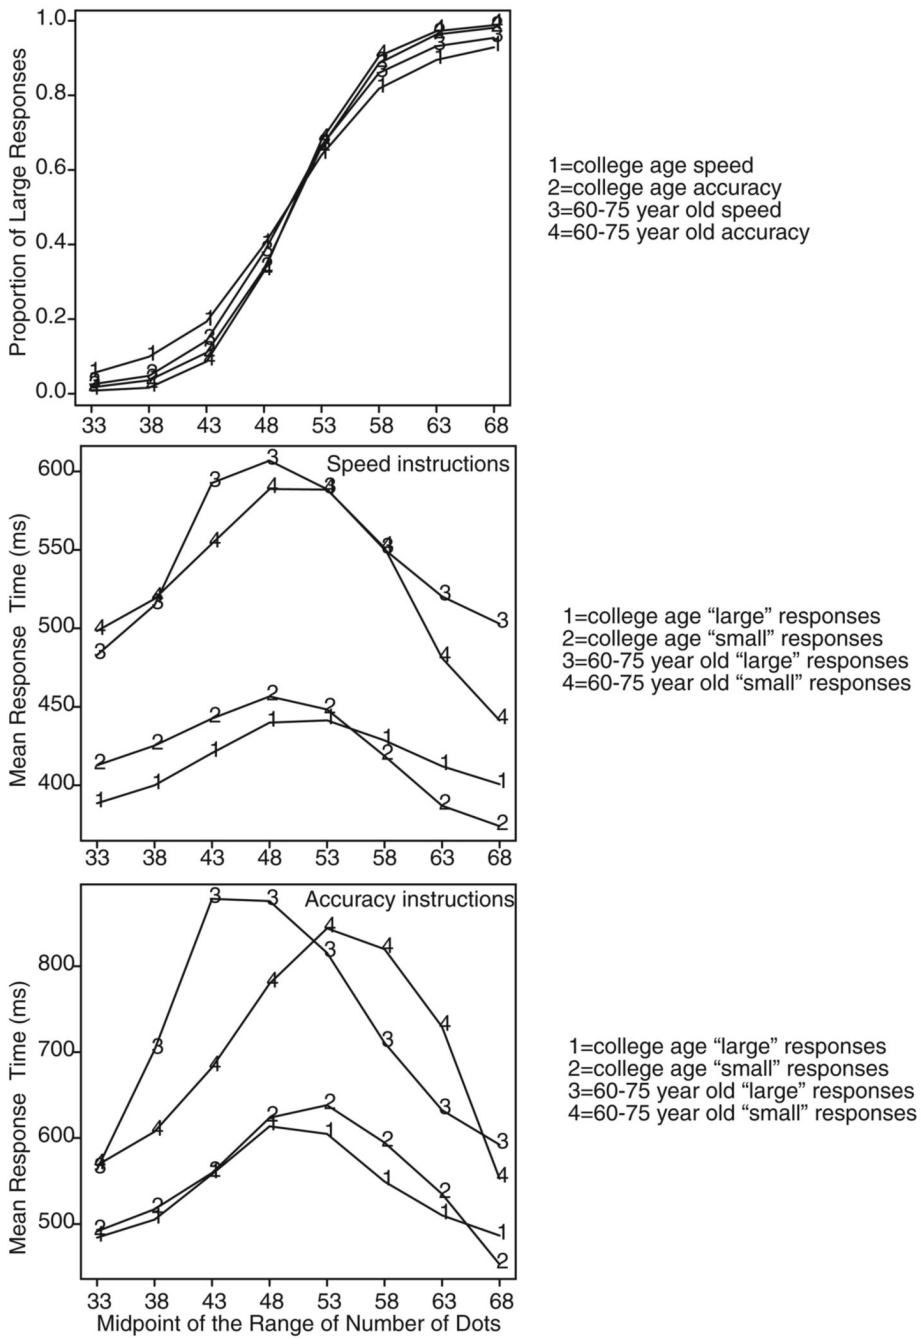 Proportion of Large Responses
1.0
0.8
0.6
0.4
0.2
0.0
33 38 43 48 53 58 63 68
1=college age speed
2=college age accuracy
3=60-75 year old speed
4=60-75 year old accuracy
Speed instructions
Mean Response Time (ms)
600
550
500
450
400
33 38 43 48 53 58 63 68
1=college age “large” responses
2=college age “small” responses
3=60-75 year old “large” responses
4=60-75 year old “small” responses
Accuracy instructions
Mean Response Time (ms)
800
700
600
500
33 38 43 48 53 58 63 68
Midpoint of the Range of Number of Dots
1=college age “large” responses
2=college age “small” responses
3=60-75 year old “large” responses
4=60-75 year old “small” responses